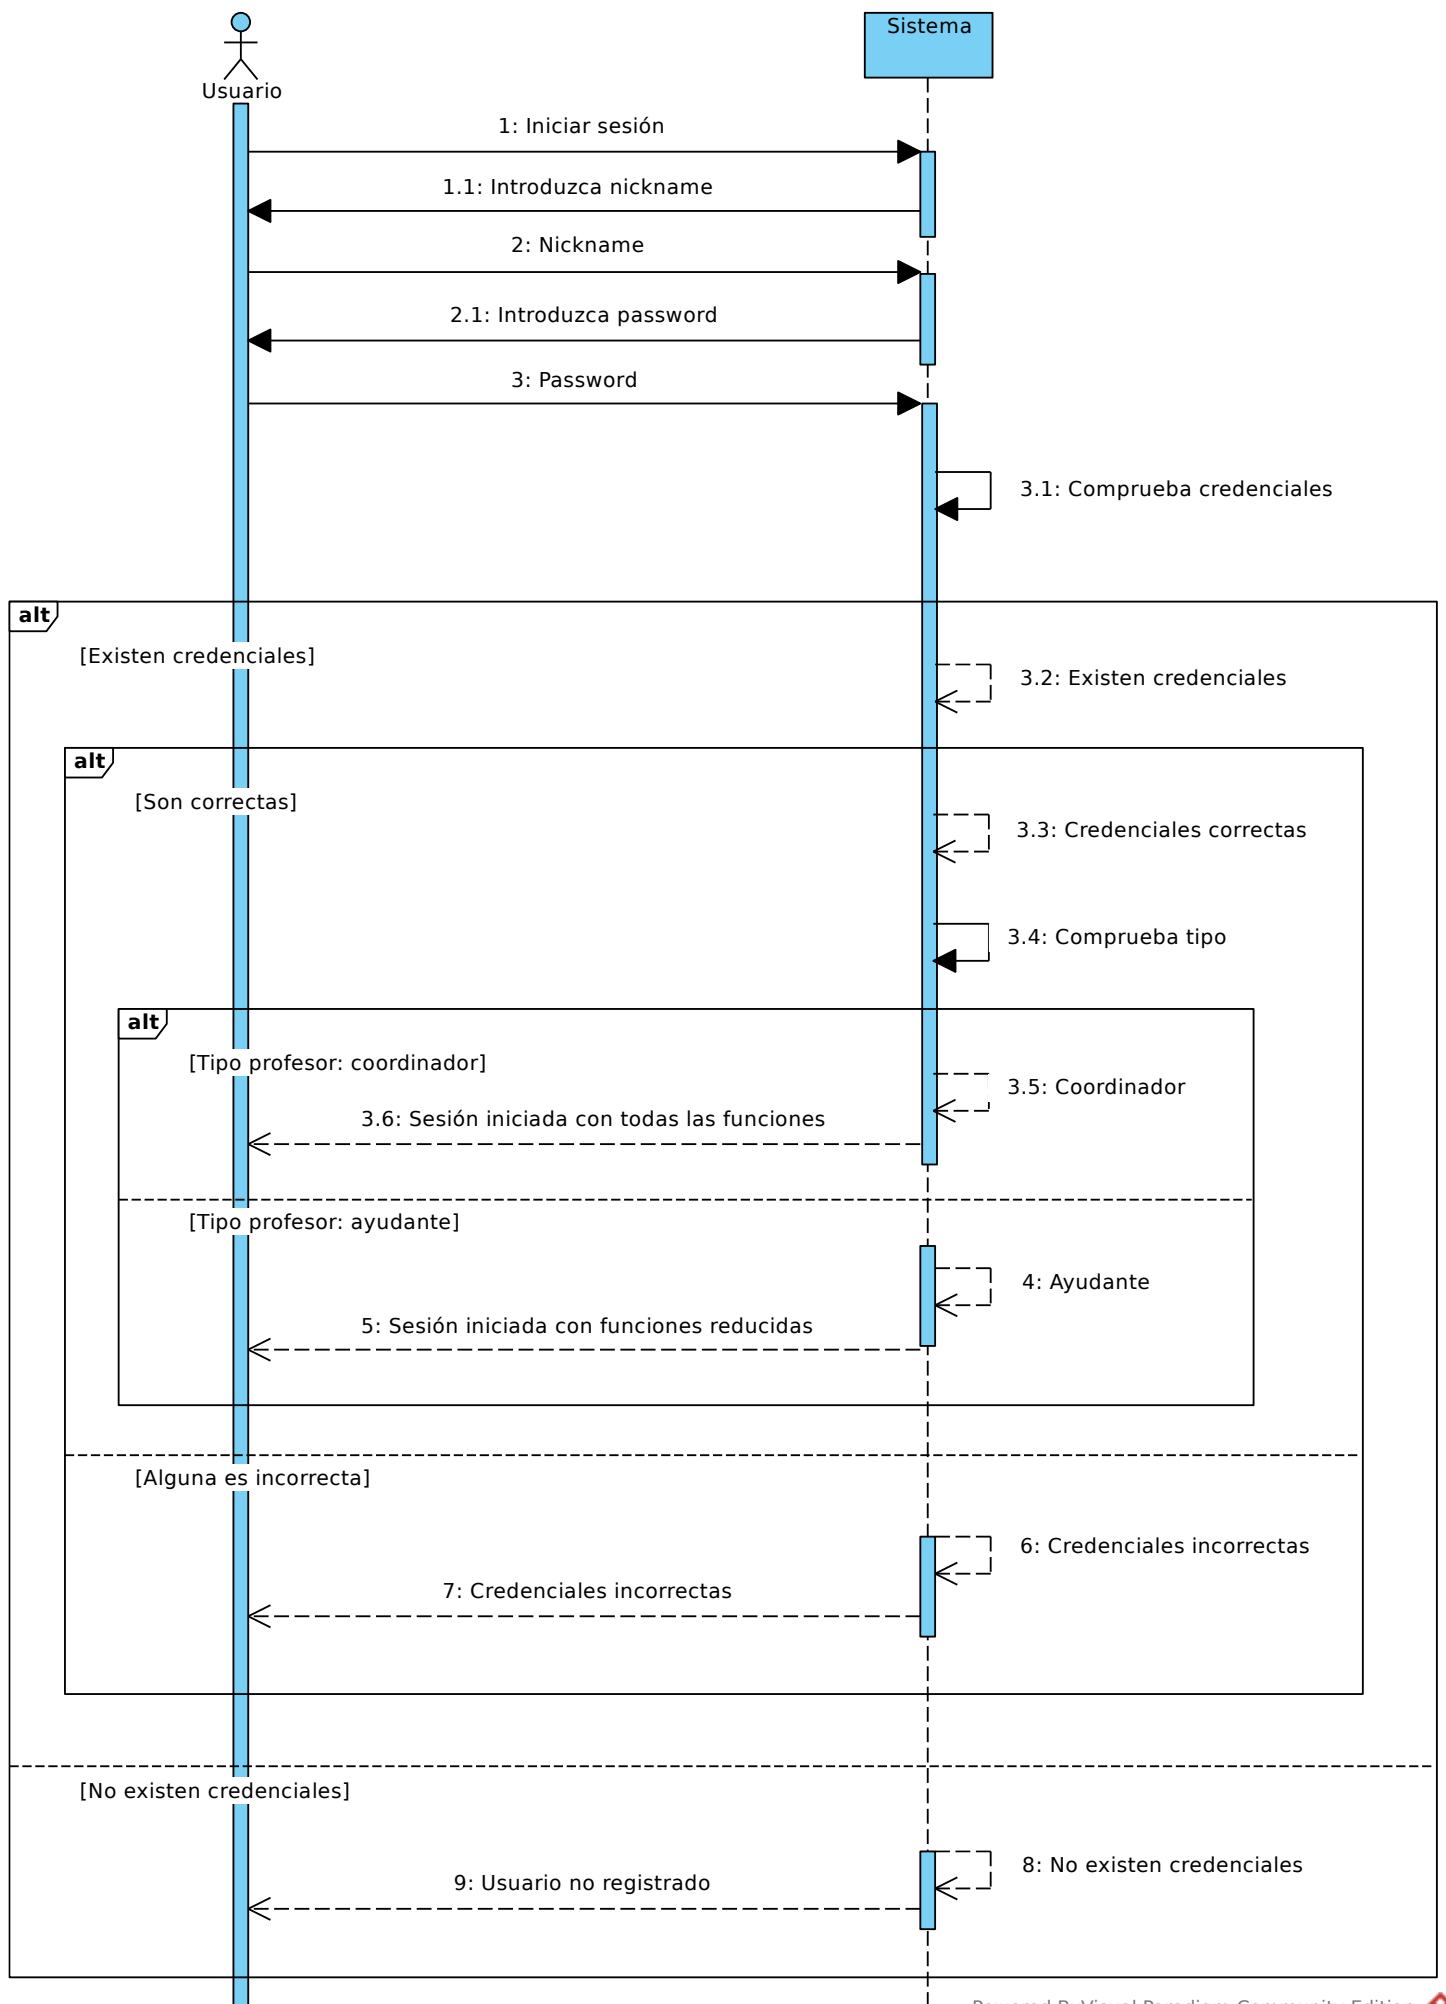 Sistema
Usuario
1: Iniciar sesión
1.1: Introduzca nickname
2: Nickname
2.1: Introduzca password
3: Password
3.1: Comprueba credenciales
alt
[Existen credenciales]
3.2: Existen credenciales
alt
[Son correctas]
3.3: Credenciales correctas
3.4: Comprueba tipo
alt
[Tipo profesor: coordinador]
3.5: Coordinador
3.6: Sesión iniciada con todas las funciones
[Tipo profesor: ayudante]
4: Ayudante
5: Sesión iniciada con funciones reducidas
[Alguna es incorrecta]
6: Credenciales incorrectas
7: Credenciales incorrectas
[No existen credenciales]
8: No existen credenciales
9: Usuario no registrado